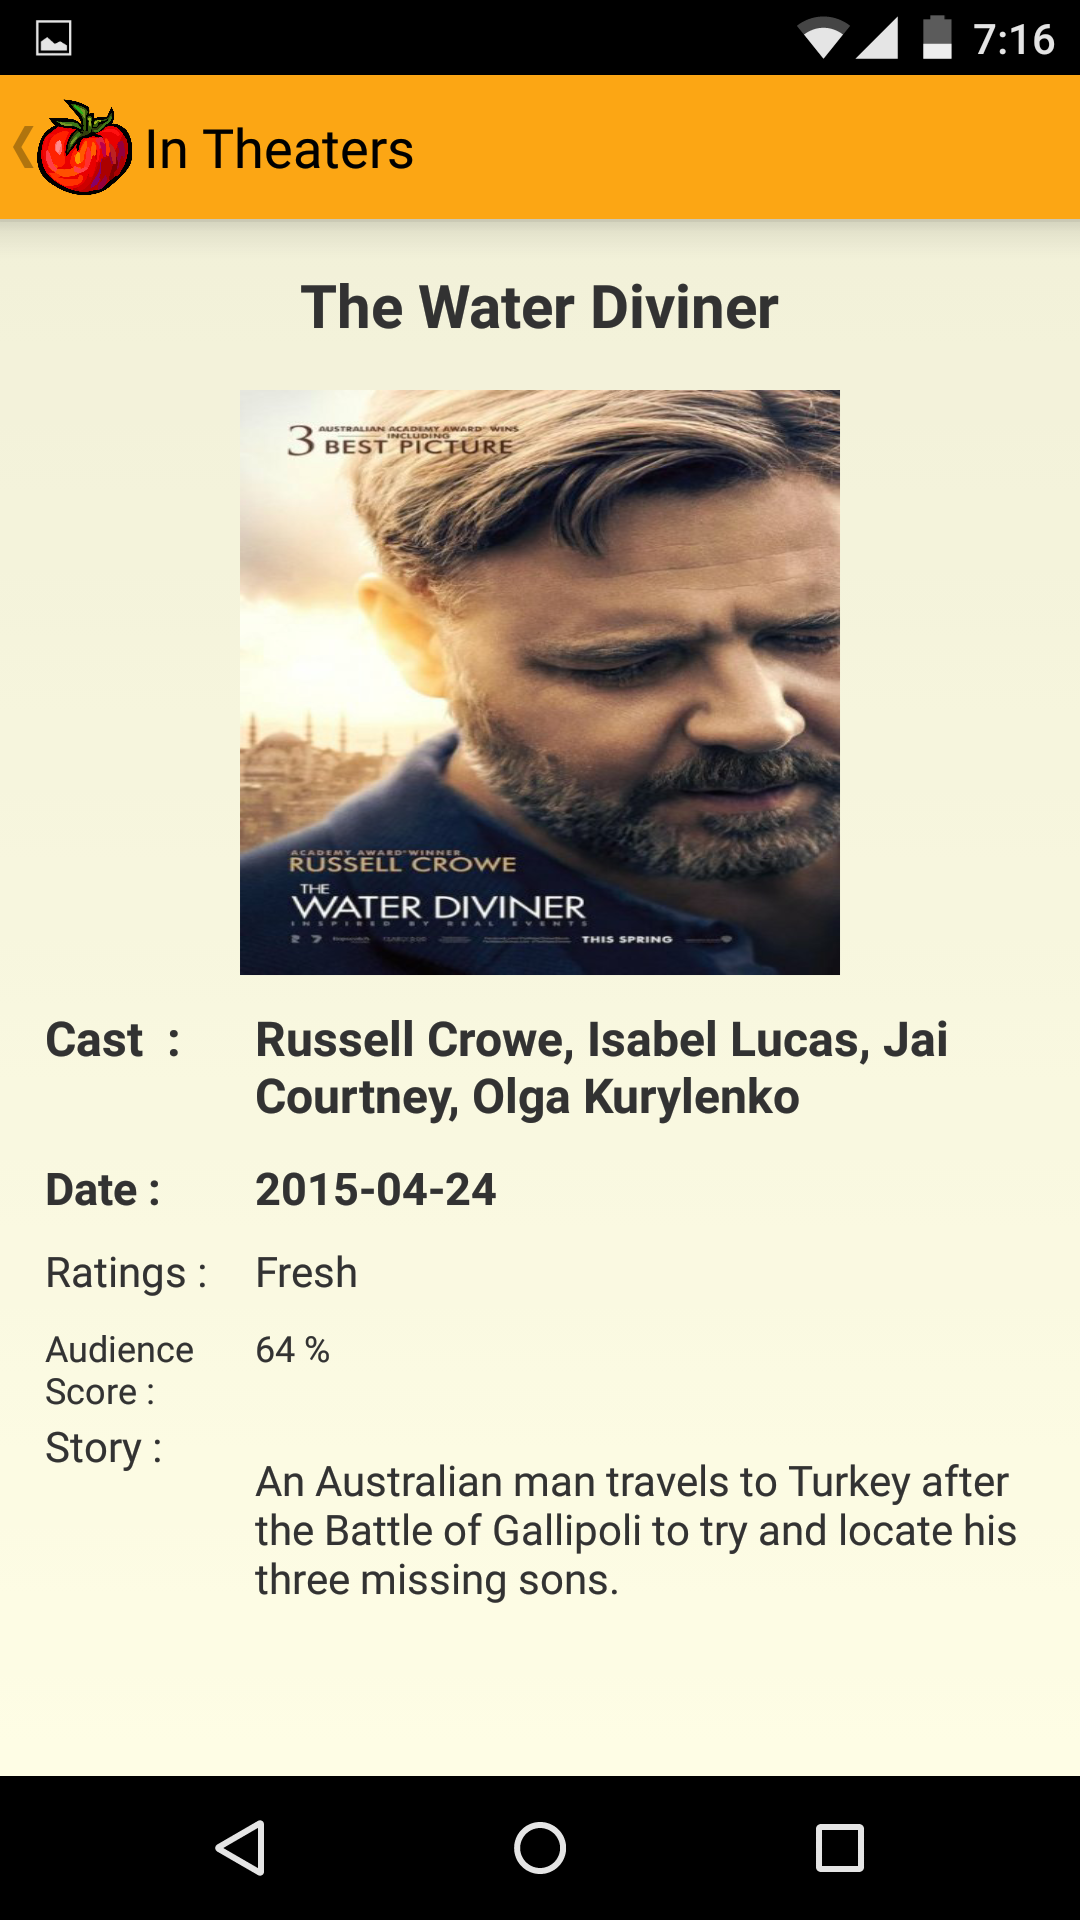 7:16
In Theaters
The Water Diviner
3 AUSTRALIAN ACADEMY AWARD WINS
INCLUDING
BEST PICTURE
ACADEMY AWARD WINNER
RUSSELL CROWE
THE
WATER DIVINER
INSPIRED BY REAL EVENTS
THIS SPRING
Cast : Russell Crowe, Isabel Lucas, Jai
Courtney, Olga Kurylenko
Date : 2015-04-24
Ratings : Fresh
Audience 64 %
Score :
Story :
An Australian man travels to Turkey after
the Battle of Gallipoli to try and locate his
three missing sons.